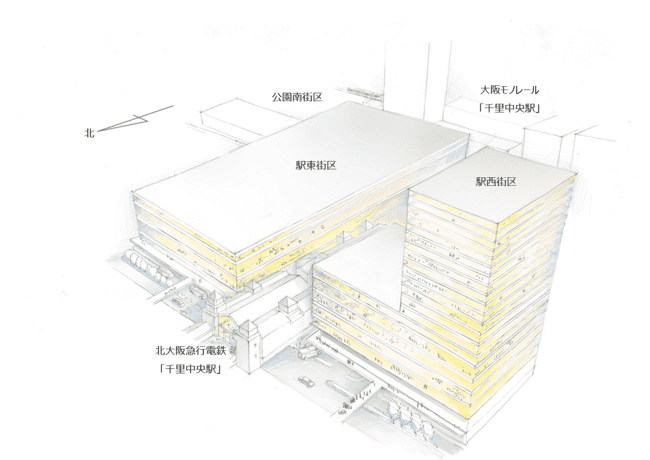 公園南街区
大阪モノレール
「千里中央駅」
北
駅東街区
駅西街区
北大阪急行電鉄
「千里中央駅」